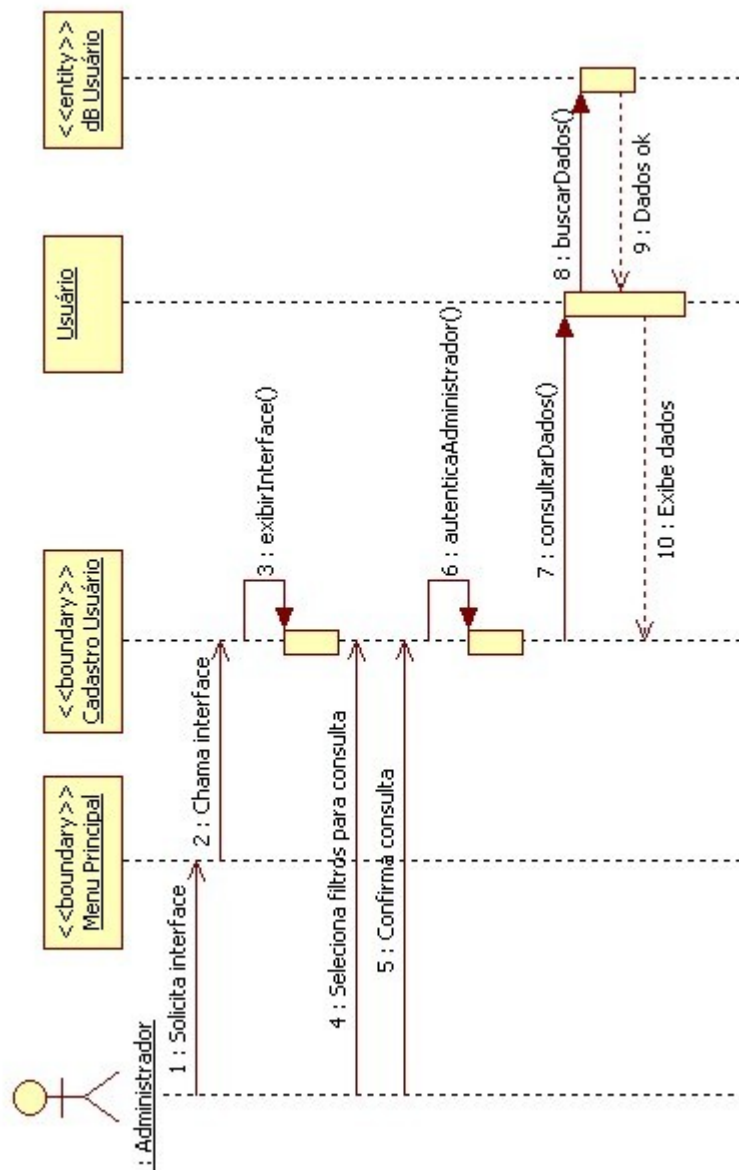 : Administrador
<<boundary>>
Menu Principal
<<boundary>>
Cadastro Usuário
Usuário
<<entity>>
dB Usuário
1 : Solicita interface
2 : Chama interface
3 : exibirInterface()
4 : Seleciona filtros para consulta
5 : Confirma consulta
6 : autenticaAdministrador()
7 : consultarDados()
8 : buscarDados()
9 : Dados ok
10 : Exibe dados